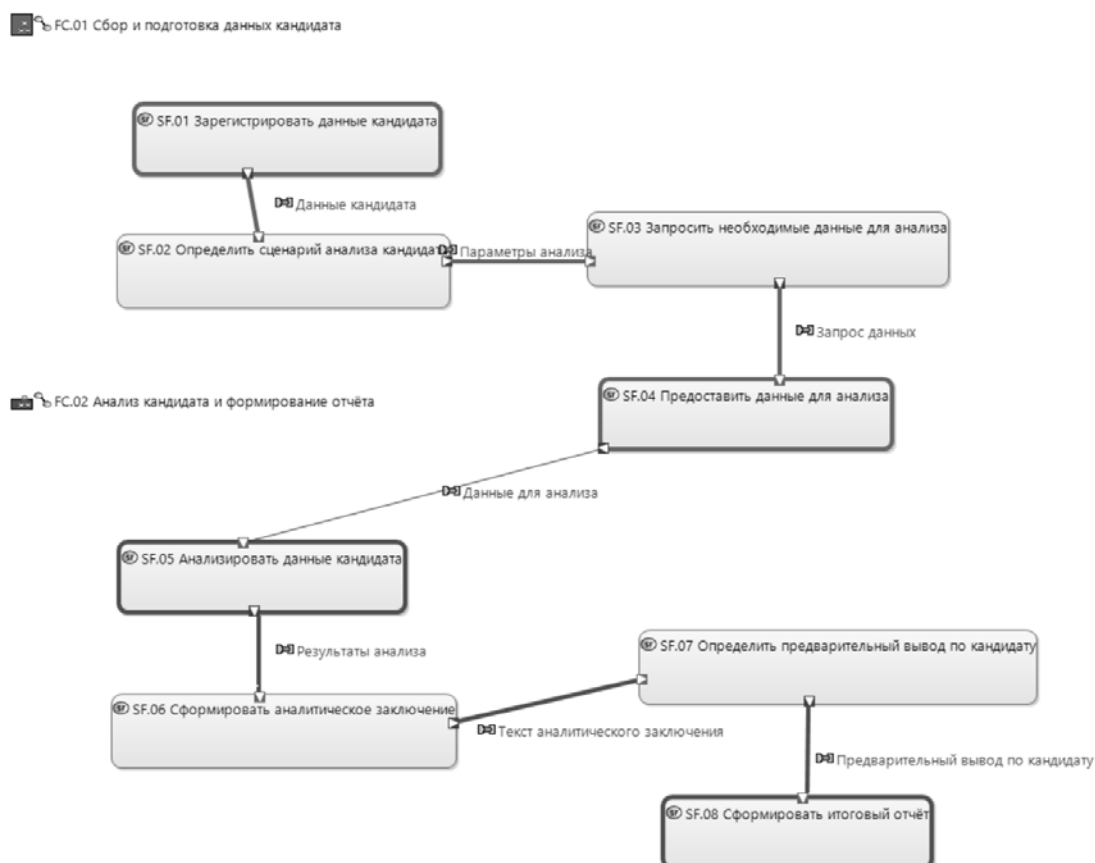 FC.01 Сбор и подготовка данных кандидата
SF.01 Зарегистрировать данные кандидата
Данные кандидата
SF.02 Определить сценарий анализа кандидат
Параметры анализа
SF.03 Запросить необходимые данные для анализа
Запрос данных
FC.02 Анализ кандидата и формирование отчёта
SF.04 Предоставить данные для анализа
Данные для анализа
SF.05 Анализировать данные кандидата
Результаты анализа
SF.07 Определить предварительный вывод по кандидату
SF.06 Сформировать аналитическое заключение
Текст аналитического заключения
Предварительный вывод по кандидату
SF.08 Сформировать итоговый отчёт